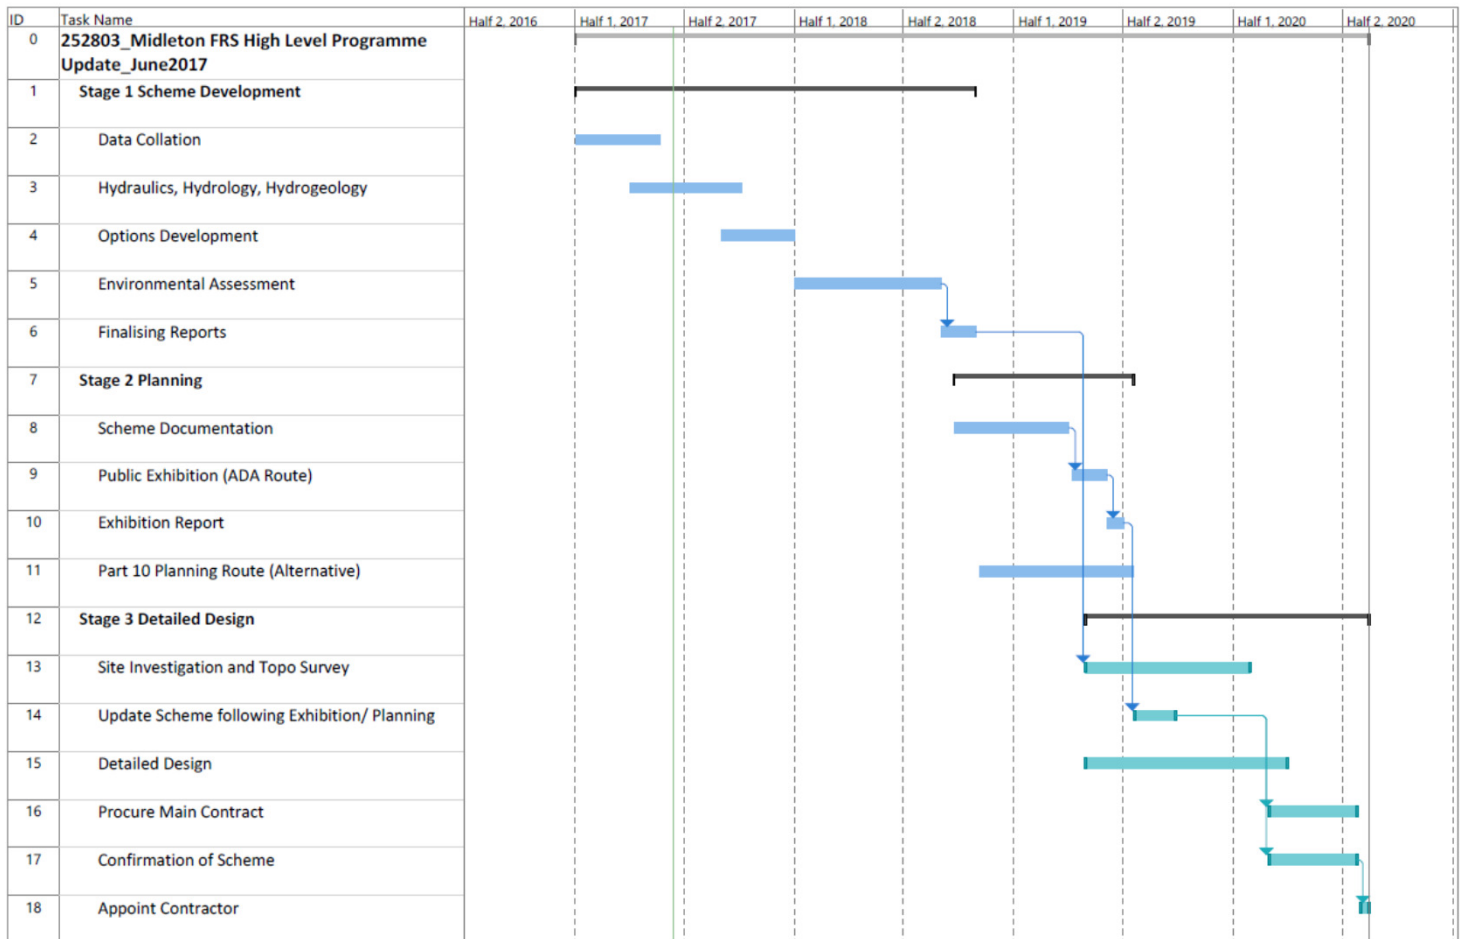 ID Task Name Half 2, 2016 Half 1, 2017 Half 2, 2017 Half 1, 2018 Half 2, 2018 Half 1, 2019 Half 2, 2019 Half 1, 2020 Half 2, 2020
0 252803_Midleton FRS High Level Programme
Update_June2017
1 Stage 1 Scheme Development
2 Data Collation
3 Hydraulics, Hydrology, Hydrogeology
4 Options Development
5 Environmental Assessment
6 Finalising Reports
7 Stage 2 Planning
8 Scheme Documentation
9 Public Exhibition (ADA Route)
10 Exhibition Report
11 Part 10 Planning Route (Alternative)
12 Stage 3 Detailed Design
13 Site Investigation and Topo Survey
14 Update Scheme following Exhibition/ Planning
15 Detailed Design
16 Procure Main Contract
17 Confirmation of Scheme
18 Appoint Contractor